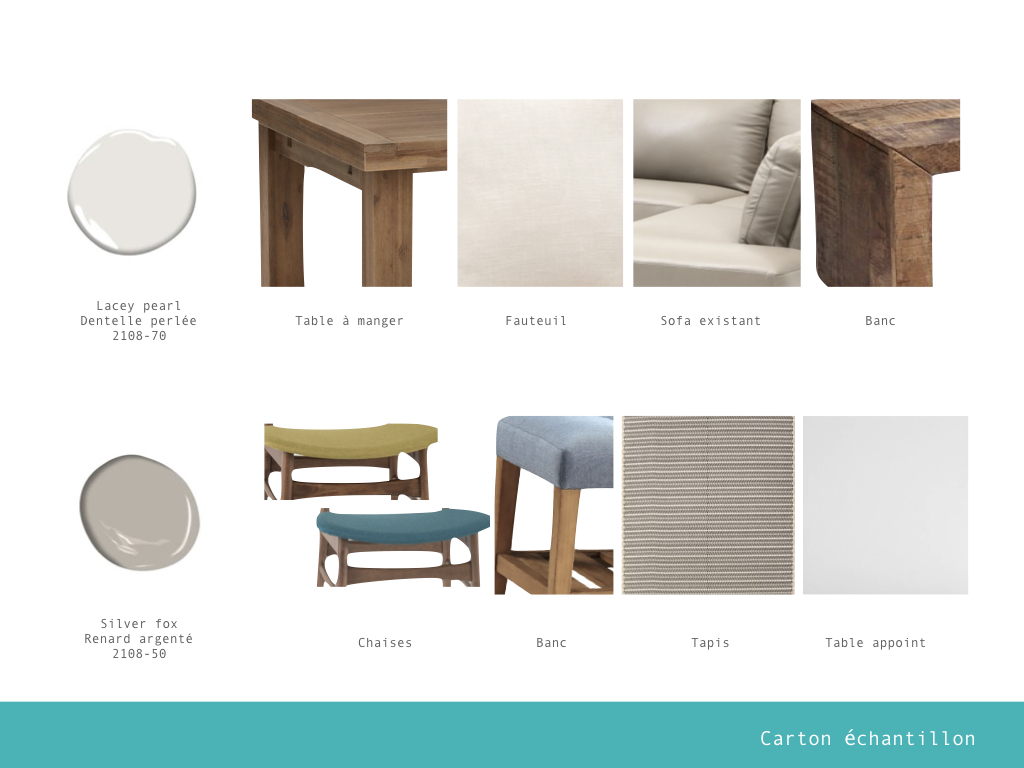 Lacey pearl
Dentelle perlée
2108-70
Table à manger
Fauteuil
Sofa existant
Banc
Silver fox
Renard argenté
2108-50
Chaises
Banc
Tapis
Table appoint
Carton échantillon